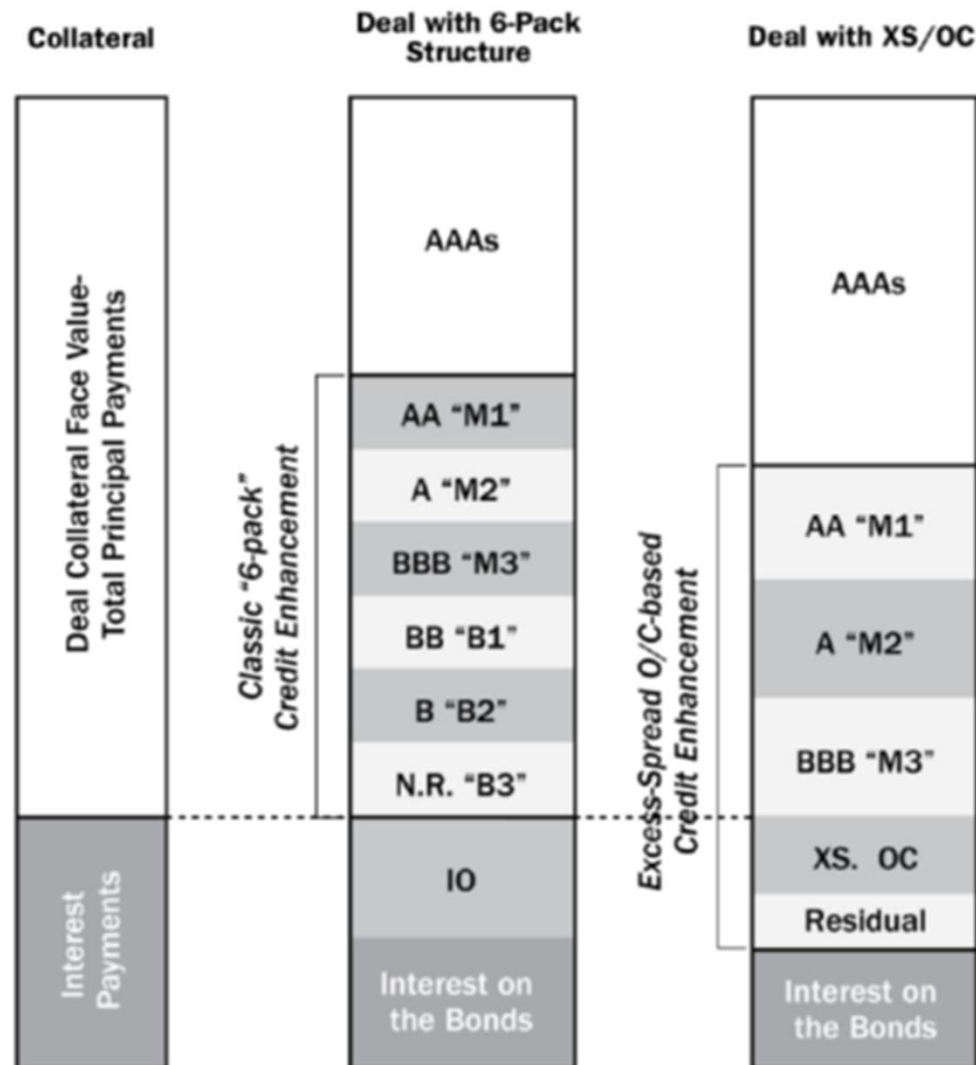 Collateral
Deal with 6-Pack
Structure
Deal with XS/OC
Deal Collateral Face Value-
Total Principal Payments
Interest
Payments
Classic “6-pack”
Credit Enhancement
AAAs
AA “M1”
A “M2”
BBB “M3”
BB “B1”
B “B2”
N.R. “B3”
IO
Interest on
the Bonds
Excess-Spread O/C-based
Credit Enhancement
AAAs
AA “M1”
A “M2”
BBB “M3”
XS. OC
Residual
Interest on
the Bonds